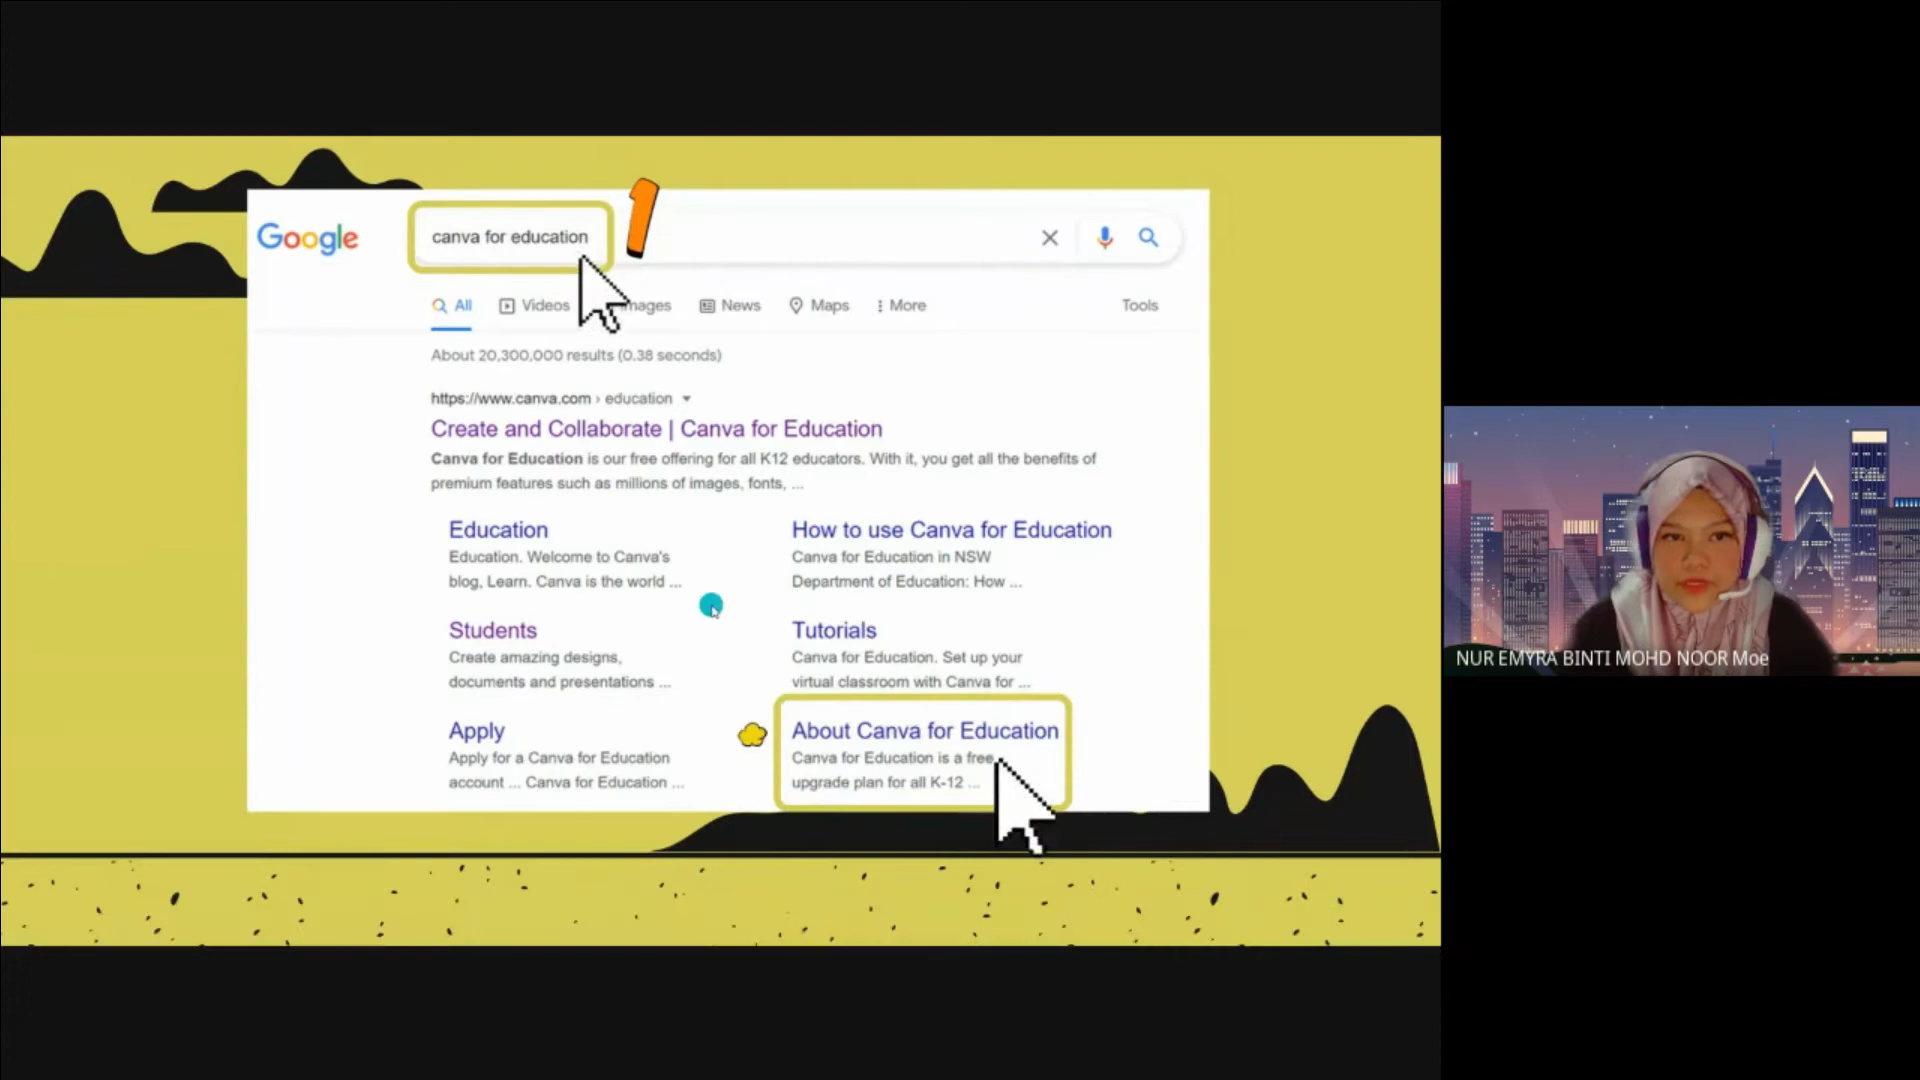 Google
canva for education
1
All
Videos
mages
News
Maps
More
Tools
About 20,300,000 results (0.38 seconds)
https://www.canva.com › education
Create and Collaborate | Canva for Education
Canva for Education is our free offering for all K12 educators. With it, you get all the benefits of
premium features such as millions of images, fonts, ...
Education
Education. Welcome to Canva's
blog, Learn. Canva is the world ...
How to use Canva for Education
Canva for Education in NSW
Department of Education: How ...
Students
Create amazing designs,
documents and presentations ...
Tutorials
Canva for Education. Set up your
virtual classroom with Canva for ...
Apply
Apply for a Canva for Education
account ... Canva for Education ...
About Canva for Education
Canva for Education is a free
upgrade plan for all K-12 ...
NUR EMYRA BINTI MOHD NOOR Moe